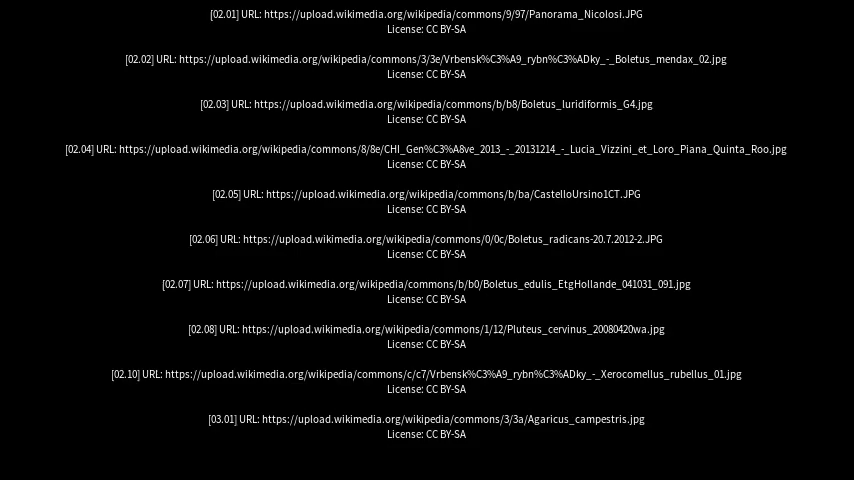 [02.01] URL: https://upload.wikimedia.org/wikipedia/commons/9/97/Panorama_Nicolosi.JPG
License: CC BY-SA
[02.02] URL: https://upload.wikimedia.org/wikipedia/commons/3/3e/Vrbensk%C3%A9_rybn%C3%ADky_-_Boletus_mendax_02.jpg
License: CC BY-SA
[02.03] URL: https://upload.wikimedia.org/wikipedia/commons/b/b8/Boletus_luridiformis_G4.jpg
License: CC BY-SA
[02.04] URL: https://upload.wikimedia.org/wikipedia/commons/8/8e/CHI_Gen%C3%A8ve_2013_-_20131214_-_Lucia_Vizzini_et_Loro_Piana_Quinta_Roo.jpg
License: CC BY-SA
[02.05] URL: https://upload.wikimedia.org/wikipedia/commons/b/ba/CastelloUrsino1CT.JPG
License: CC BY-SA
[02.06] URL: https://upload.wikimedia.org/wikipedia/commons/0/0c/Boletus_radicans-20.7.2012-2.JPG
License: CC BY-SA
[02.07] URL: https://upload.wikimedia.org/wikipedia/commons/b/b0/Boletus_edulis_EtgHollande_041031_091.jpg
License: CC BY-SA
[02.08] URL: https://upload.wikimedia.org/wikipedia/commons/1/12/Pluteus_cervinus_20080420wa.jpg
License: CC BY-SA
[02.10] URL: https://upload.wikimedia.org/wikipedia/commons/c/c7/Vrbensk%C3%A9_rybn%C3%ADky_-_Xerocomellus_rubellus_01.jpg
License: CC BY-SA
[03.01] URL: https://upload.wikimedia.org/wikipedia/commons/3/3a/Agaricus_campestris.jpg
License: CC BY-SA